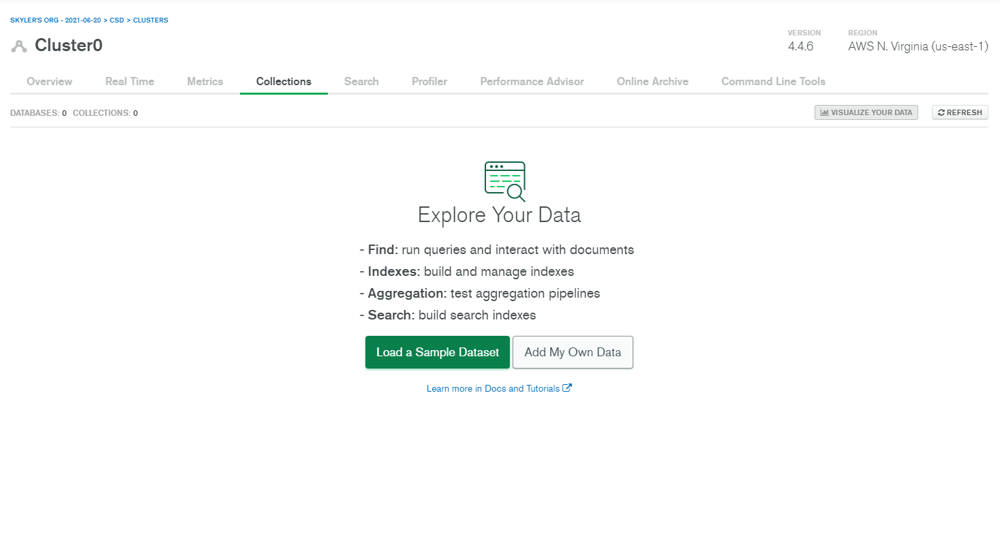 SKYLER'S ORG - 2021-06-20 > CSD > CLUSTERS
Cluster0
VERSION
4.4.6
REGION
AWS N. Virginia (us-east-1)
Overview Real Time Metrics Collections Search Profiler Performance Advisor Online Archive Command Line Tools
DATABASES: 0 COLLECTIONS: 0
VISUALIZE YOUR DATA
REFRESH
Explore Your Data
- Find: run queries and interact with documents
- Indexes: build and manage indexes
- Aggregation: test aggregation pipelines
- Search: build search indexes
Load a Sample Dataset
Add My Own Data
Learn more in Docs and Tutorials